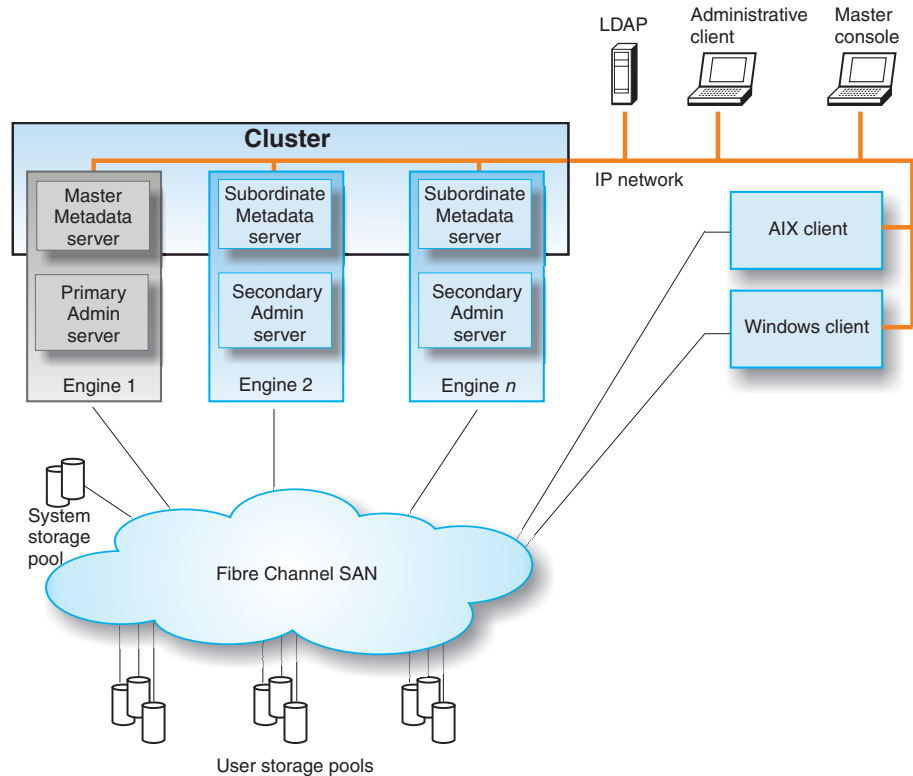 LDAP
Administrative
client
Master
console
Cluster
IP network
Master
Metadata
server
Subordinate
Metadata
server
Subordinate
Metadata
server
AIX client
Primary
Admin
server
Secondary
Admin
server
Secondary
Admin
server
Windows client
Engine 1
Engine 2
Engine n
System
storage
pool
Fibre Channel SAN
User storage pools